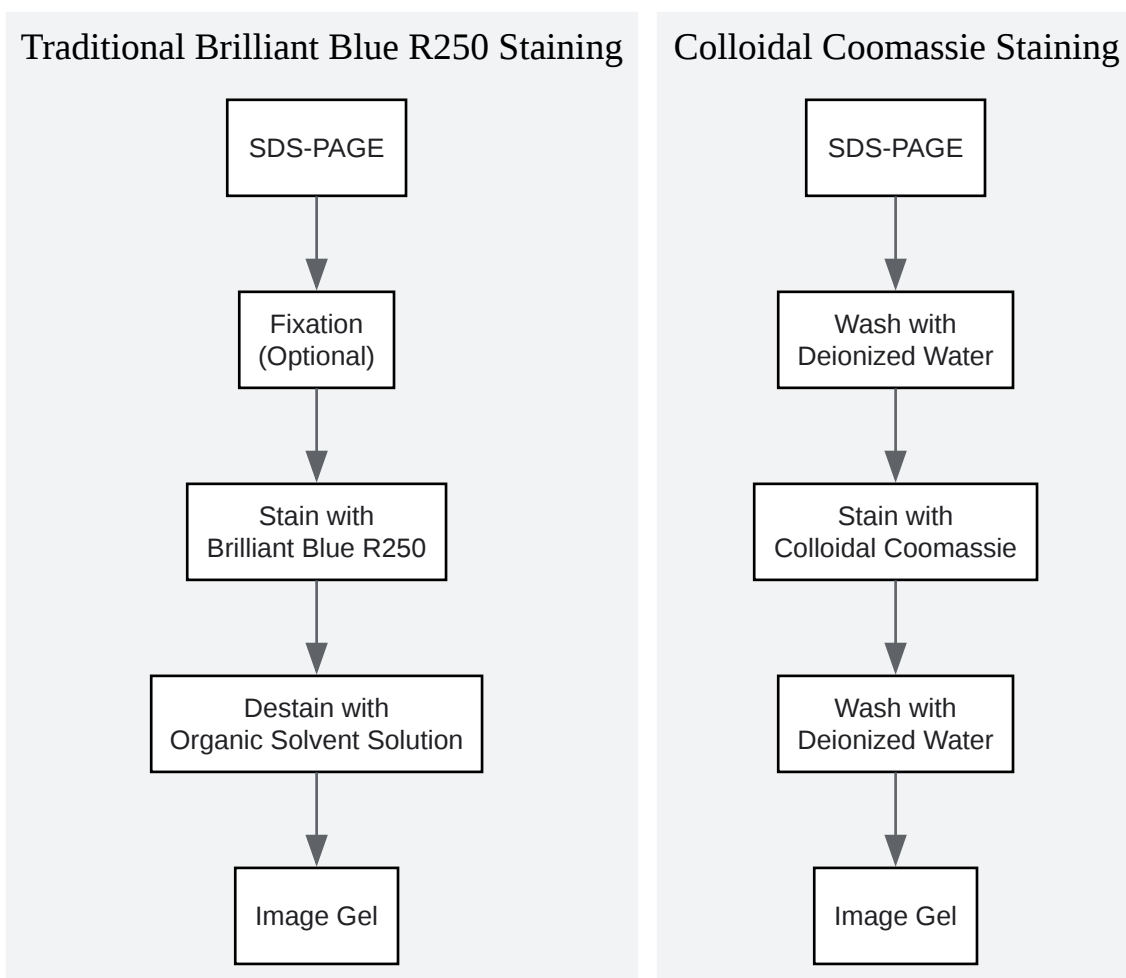 Traditional Brilliant Blue R250 Staining
SDS-PAGE
Fixation
(Optional)
Stain with
Brilliant Blue R250
Destain with
Organic Solvent Solution
Image Gel
Colloidal Coomassie Staining
SDS-PAGE
Wash with
Deionized Water
Stain with
Colloidal Coomassie
Wash with
Deionized Water
Image Gel